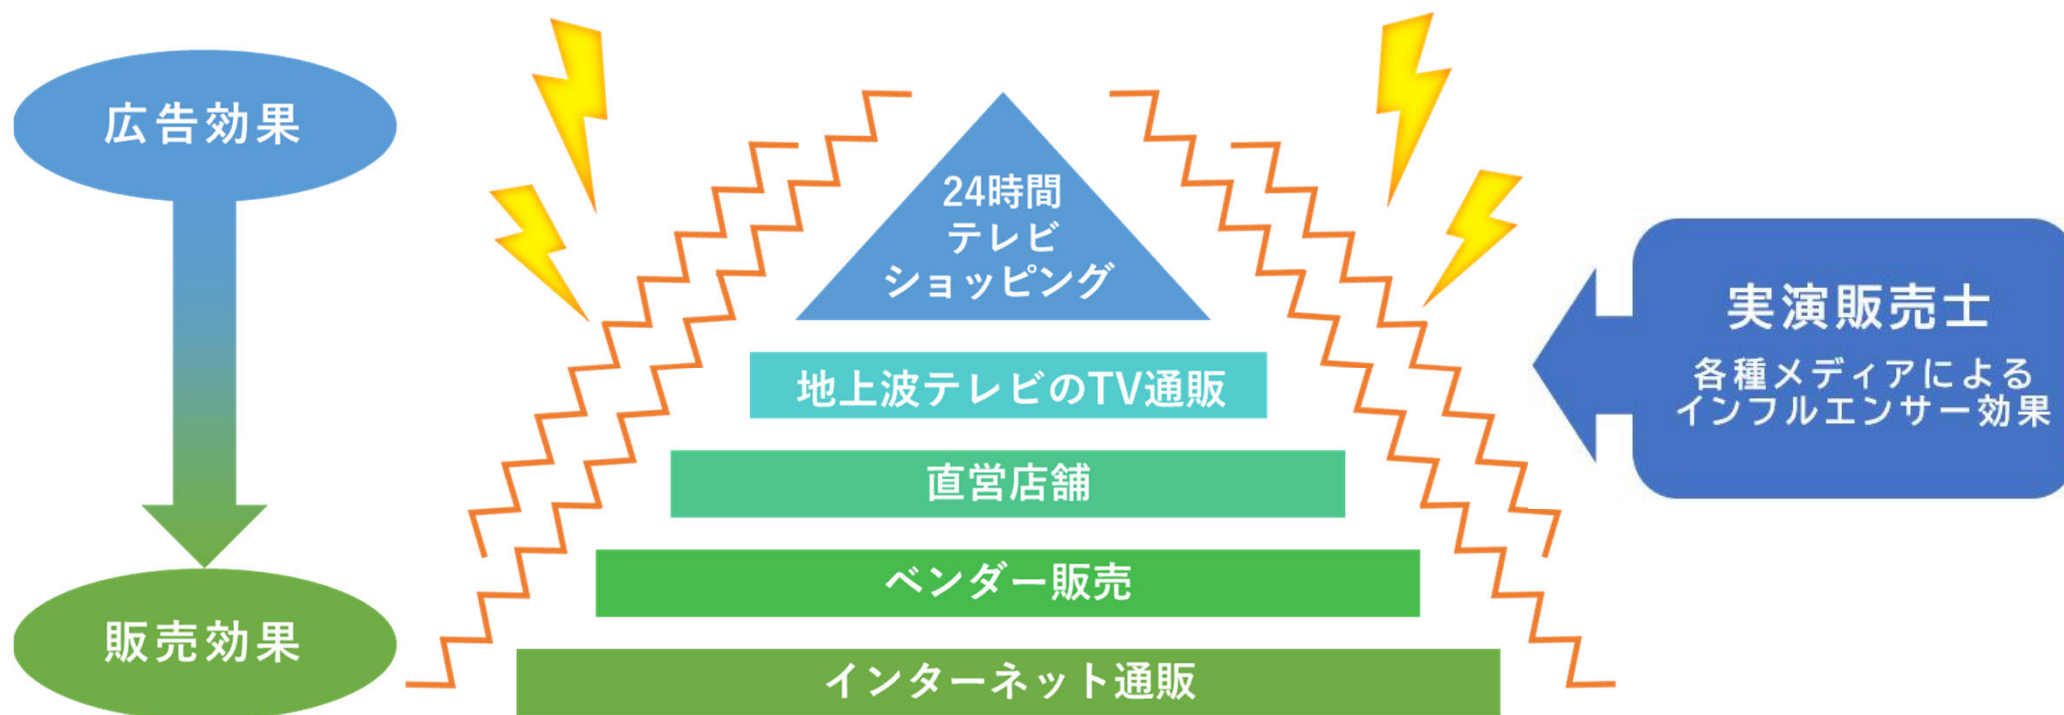 広告効果
販売効果
24時間
テレビ
ショッピング
地上波テレビのTV通販
直営店舗
ベンダー販売
インターネット通販
実演販売士
各種メディアによる
インフルエンサー効果